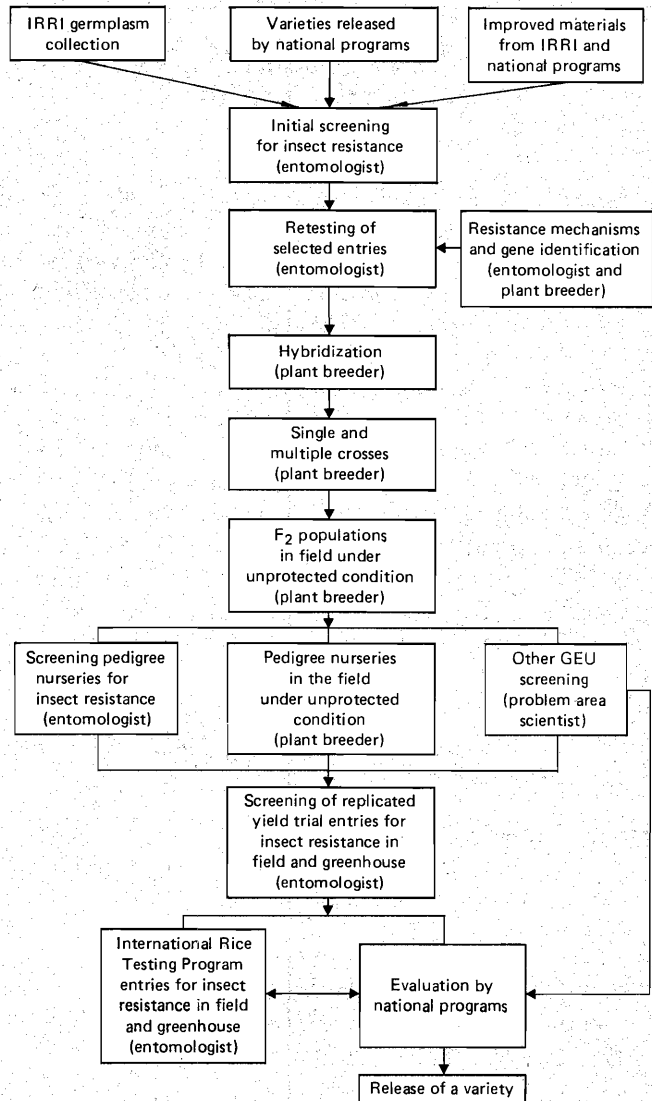 IRRI germplasm
collection
Varieties released
by national programs
Improved materials
from IRRI and
national programs
Initial screening
for insect resistance
(entomologist)
Retesting of
selected entries
(entomologist)
Resistance mechanisms
and gene identification
(entomologist and
plant breeder)
Hybridization
(plant breeder)
Single and
multiple crosses
(plant breeder)
F₂ populations
in field under
unprotected condition
(plant breeder)
Screening pedigree
nurseries for
insect resistance
(entomologist)
Pedigree nurseries
in the field
under unprotected
condition
(plant breeder)
Other GEU
screening
(problem area
scientist)
Screening of replicated
yield trial entries for
insect resistance in
field and greenhouse
(entomologist)
International Rice
Testing Program
entries for insect
resistance in field
and greenhouse
(entomologist)
Evaluation by
national programs
Release of a variety